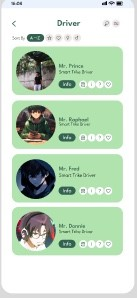 16:04
Driver
Sort By
A - Z
Mr. Prince
Smart Trike Driver
Info
Mr. Raphael
Smart Trike Driver
Info
Mr. Fred
Smart Trike Driver
Info
Mr. Donnie
Smart Trike Driver
Info